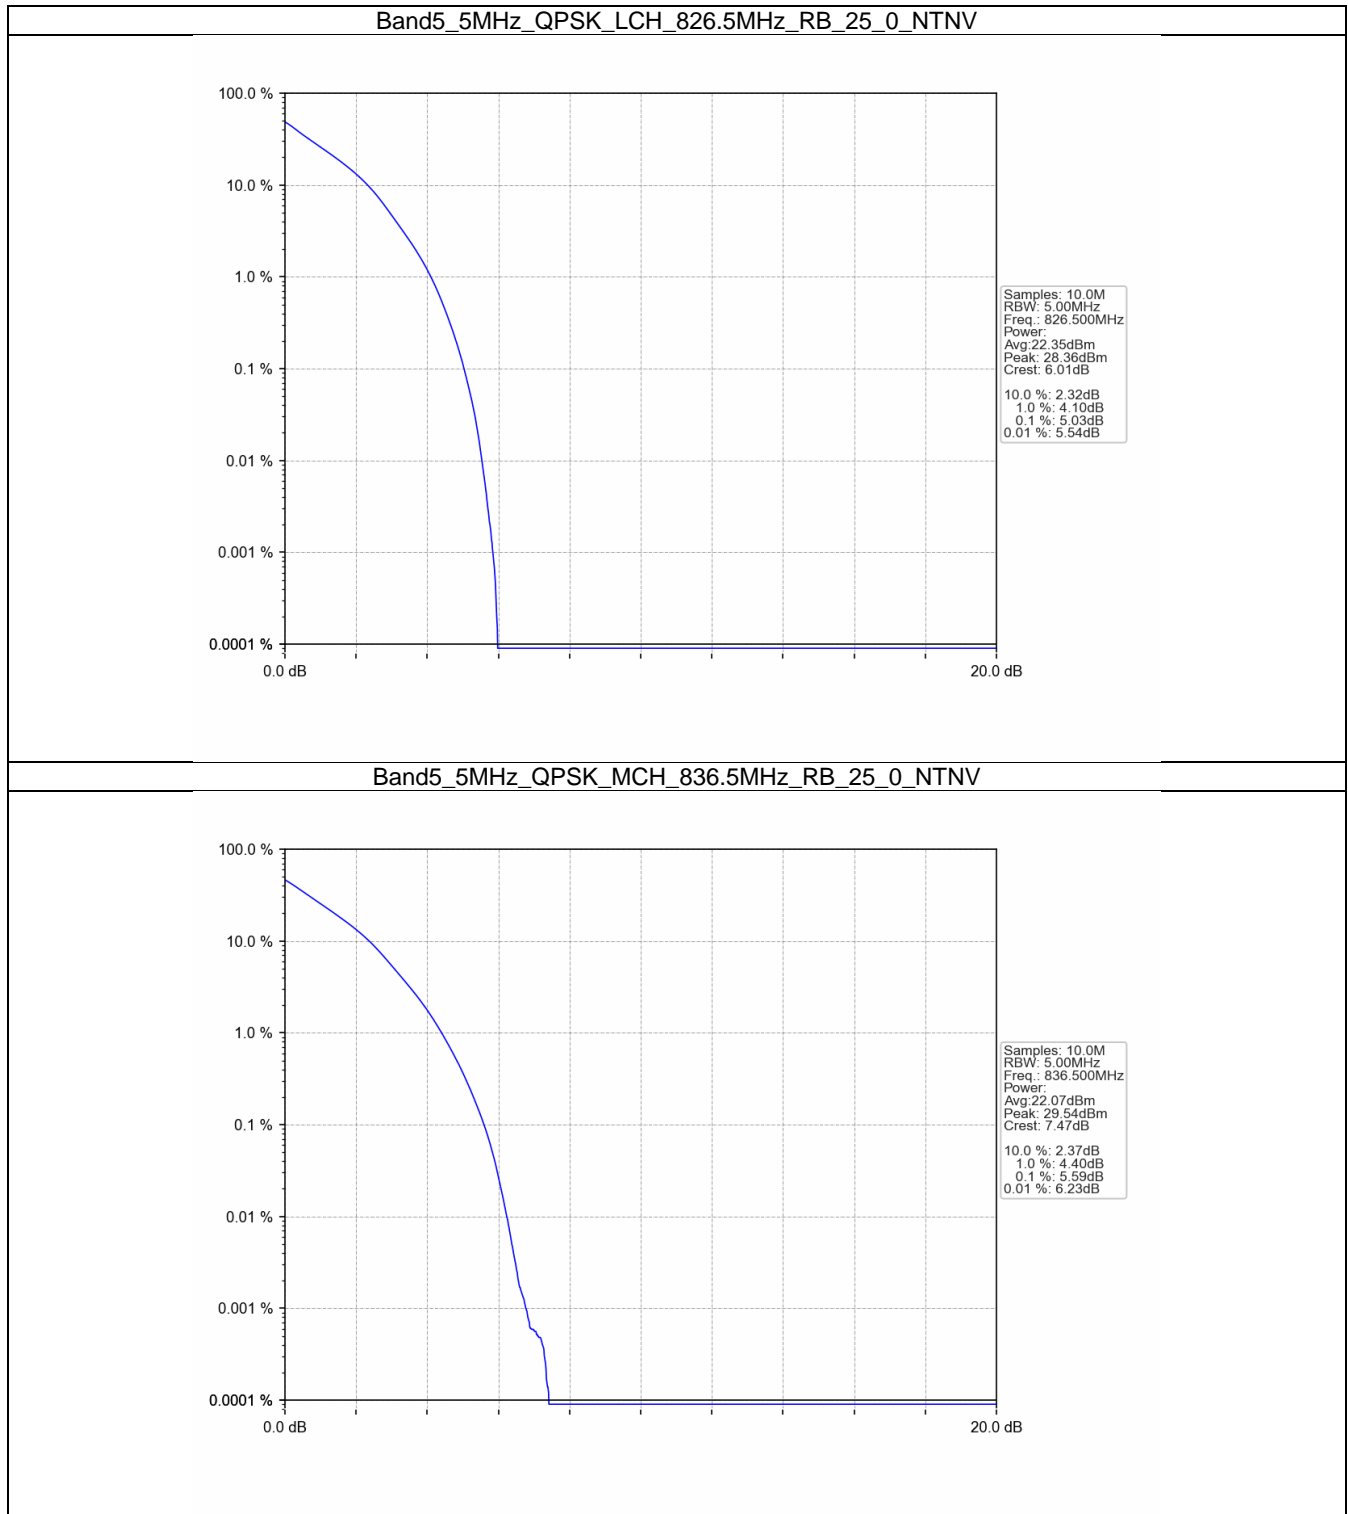 Band5_5MHz_QPSK_LCH_826.5MHz_RB_25_0_NTNV
100.0 %
10.0 %
1.0 %
0.1 %
0.01 %
0.001 %
0.0001 %
0.0 dB
20.0 dB
Samples: 10.0M
RBW: 5.00MHz
Freq.: 826.500MHz
Power:
Avg:22.35dBm
Peak: 28.36dBm
Crest: 6.01dB
10.0 %: 2.32dB
1.0 %: 4.10dB
0.1 %: 5.03dB
0.01 %: 5.54dB
Band5_5MHz_QPSK_MCH_836.5MHz_RB_25_0_NTNV
100.0 %
10.0 %
1.0 %
0.1 %
0.01 %
0.001 %
0.0001 %
0.0 dB
20.0 dB
Samples: 10.0M
RBW: 5.00MHz
Freq.: 836.500MHz
Power:
Avg:22.07dBm
Peak: 29.54dBm
Crest: 7.47dB
10.0 %: 2.37dB
1.0 %: 4.40dB
0.1 %: 5.59dB
0.01 %: 6.23dB